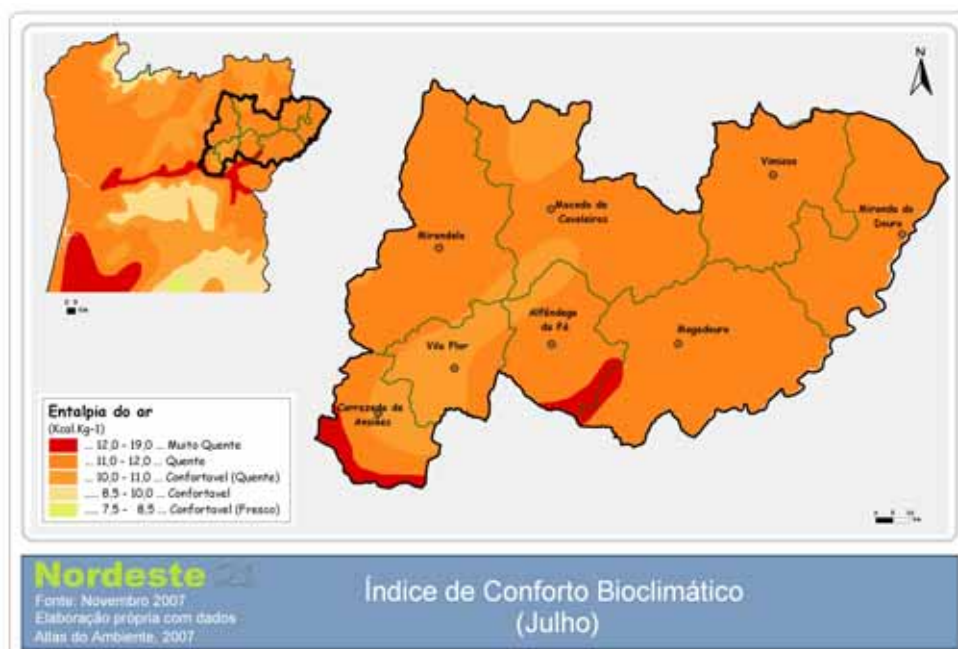 N
Vimioso
Macedo de
Cavaleiros
Miranda do
Douro
Mirandela
Alfândega
da Fé
Mogadouro
Vila Flor
Carrazeda de
Ansiães
Entalpia do ar
(Kcal.Kg-1)
... 12,0 - 19,0 ... Muito Quente
... 11,0 - 12,0 ... Quente
... 10,0 - 11,0 ... Confortavel (Quente)
..... 8,5 - 10,0 ... Confortavel
..... 7,5 - 8,5 ... Confortavel (Fresco)
Nordeste 21
Fonte: Novembro 2007
Elaboração própria com dados
Atlas do Ambiente, 2007
Índice de Conforto Bioclimático
(Julho)